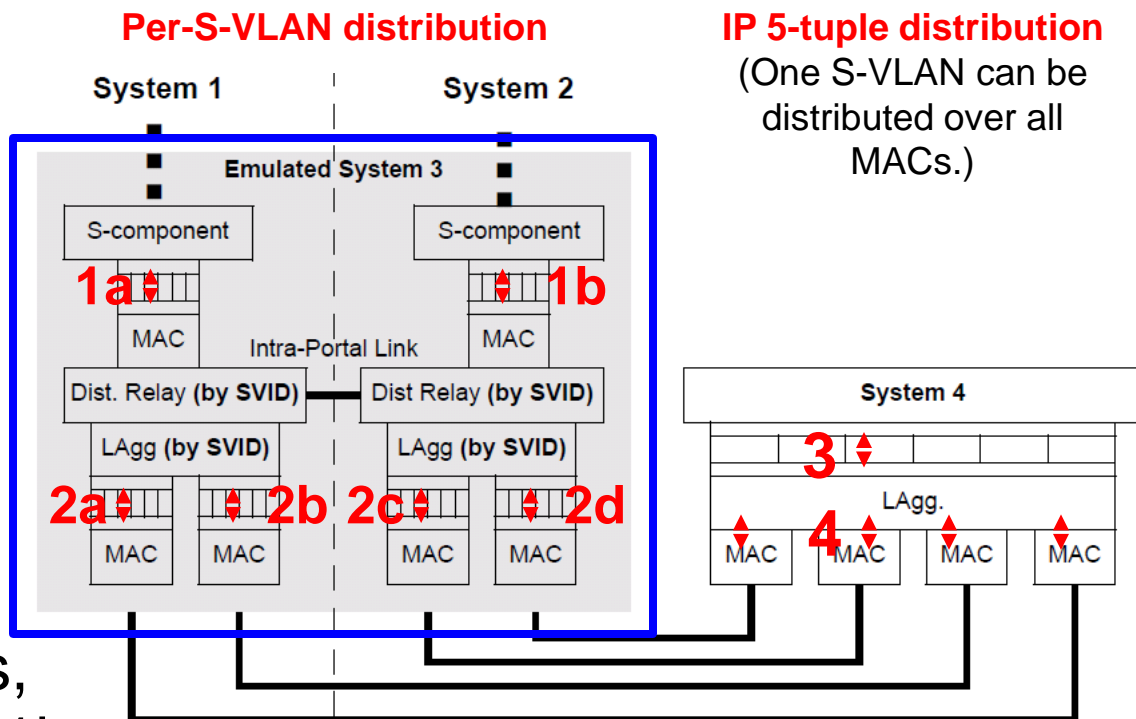 Per-S-VLAN distribution
IP 5-tuple distribution
(One S-VLAN can be
distributed over all
MACs.)
System 1
System 2
Emulated System 3
S-component
S-component
1a
1b
MAC
MAC
Intra-Portal Link
Dist. Relay (by SVID)
Dist Relay (by SVID)
LAgg (by SVID)
LAgg (by SVID)
2a
2b
2c
2d
MAC
MAC
MAC
MAC
System 4
3
LAgg.
4
MAC
MAC
MAC
MAC